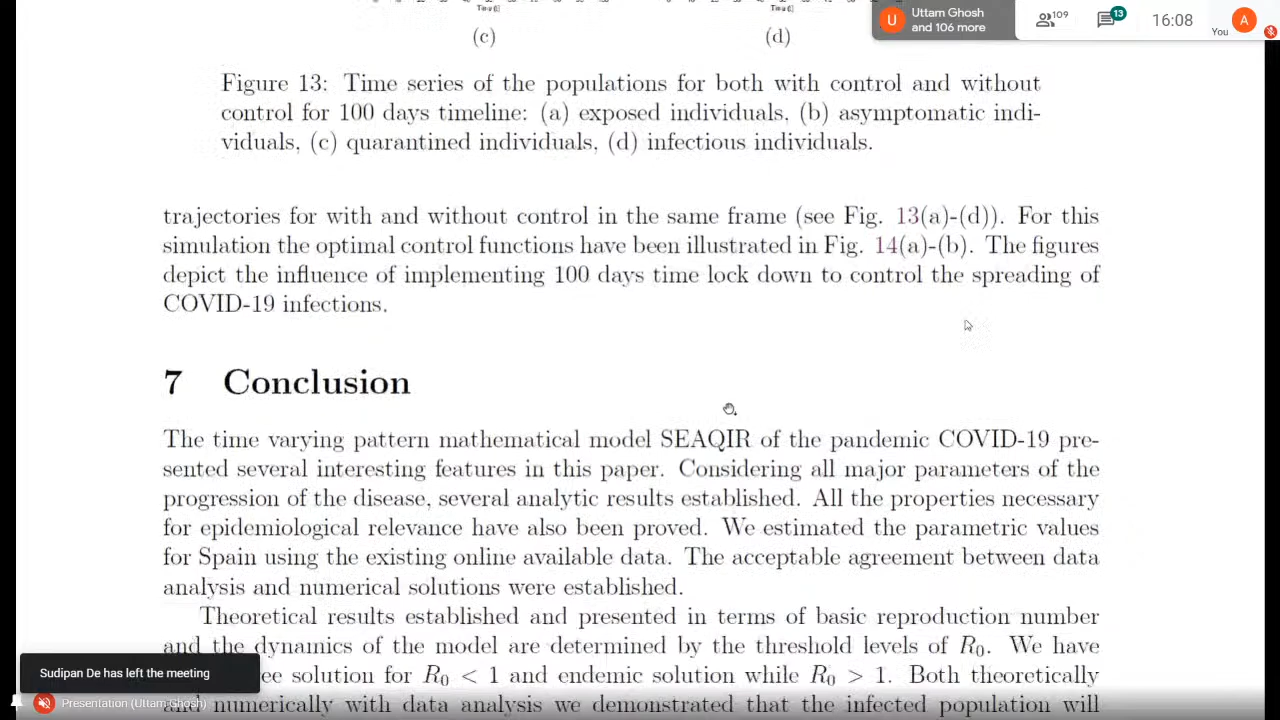 Time (t)
Time (t)
(c)
(d)
U
Uttam Ghosh
and 106 more
109
13
16:08
You
A
Figure 13: Time series of the populations for both with control and without
control for 100 days timeline: (a) exposed individuals, (b) asymptomatic indi-
viduals, (c) quarantined individuals, (d) infectious individuals.
trajectories for with and without control in the same frame (see Fig. 13(a)-(d)). For this
simulation the optimal control functions have been illustrated in Fig. 14(a)-(b). The figures
depict the influence of implementing 100 days time lock down to control the spreading of
COVID-19 infections.
7 Conclusion
The time varying pattern mathematical model SEAQIR of the pandemic COVID-19 pre-
sented several interesting features in this paper. Considering all major parameters of the
progression of the disease, several analytic results established. All the properties necessary
for epidemiological relevance have also been proved. We estimated the parametric values
for Spain using the existing online available data. The acceptable agreement between data
analysis and numerical solutions were established.
Theoretical results established and presented in terms of basic reproduction number
and the dynamics of the model are determined by the threshold levels of R₀. We have
solution for R₀ < 1 and endemic solution while R₀ > 1. Both theoretically
and numerically with data analysis we demonstrated that the infected population will
Sudipan De has left the meeting
Presentation (Uttam Ghosh)